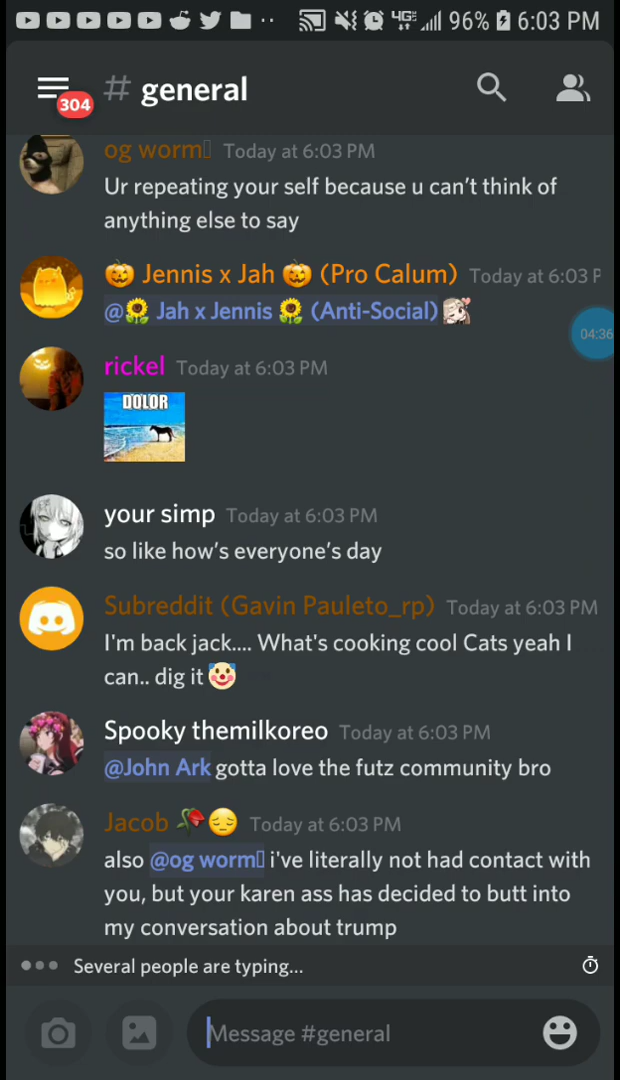 4GE 96% 6:03 PM
304 # general
og worm Today at 6:03 PM
Ur repeating your self because u can’t think of
anything else to say
🎃 Jennis x Jah 🎃 (Pro Calum) Today at 6:03 P
@🌻 Jah x Jennis 🌻 (Anti-Social)
04:36
rickel Today at 6:03 PM
DOLOR
your simp Today at 6:03 PM
so like how’s everyone’s day
Subreddit (Gavin Pauleto_rp) Today at 6:03 PM
I'm back jack.... What's cooking cool Cats yeah I
can.. dig it 🤡
Spooky themilkoreo Today at 6:03 PM
@John Ark gotta love the futz community bro
Jacob 🥀😔 Today at 6:03 PM
also @og worm i've literally not had contact with
you, but your karen ass has decided to butt into
my conversation about trump
Several people are typing...
Message #general